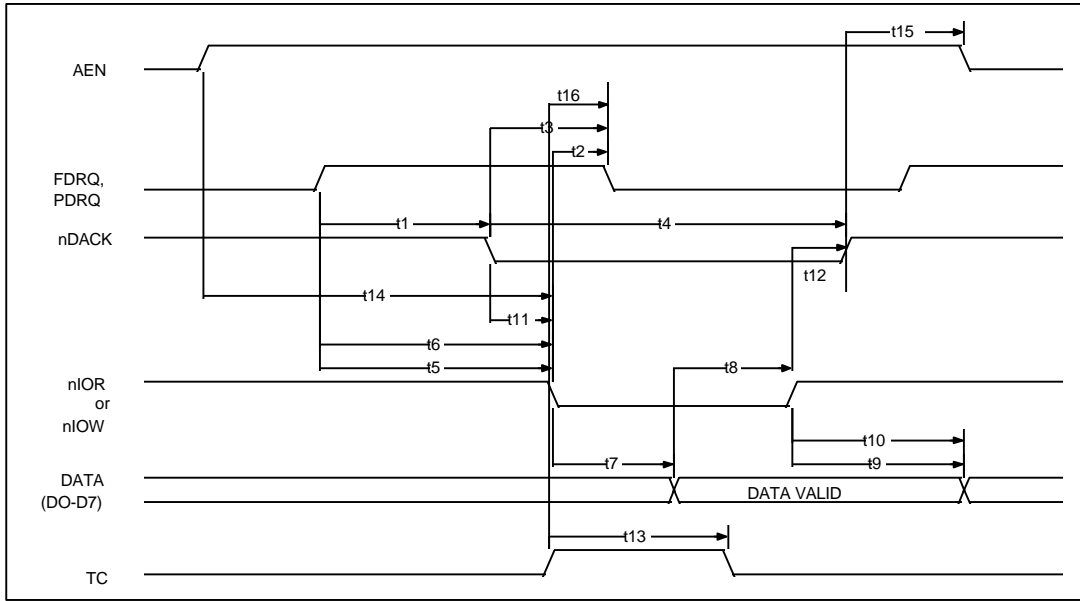 t15
AEN
t16
t3
t2
FDRQ,
PDRQ
t1
t4
nDACK
t12
t14
t11
t6
t5
t8
nIOR
or
nIOW
t10
t7
t9
DATA
(DO-D7)
DATA VALID
t13
TC